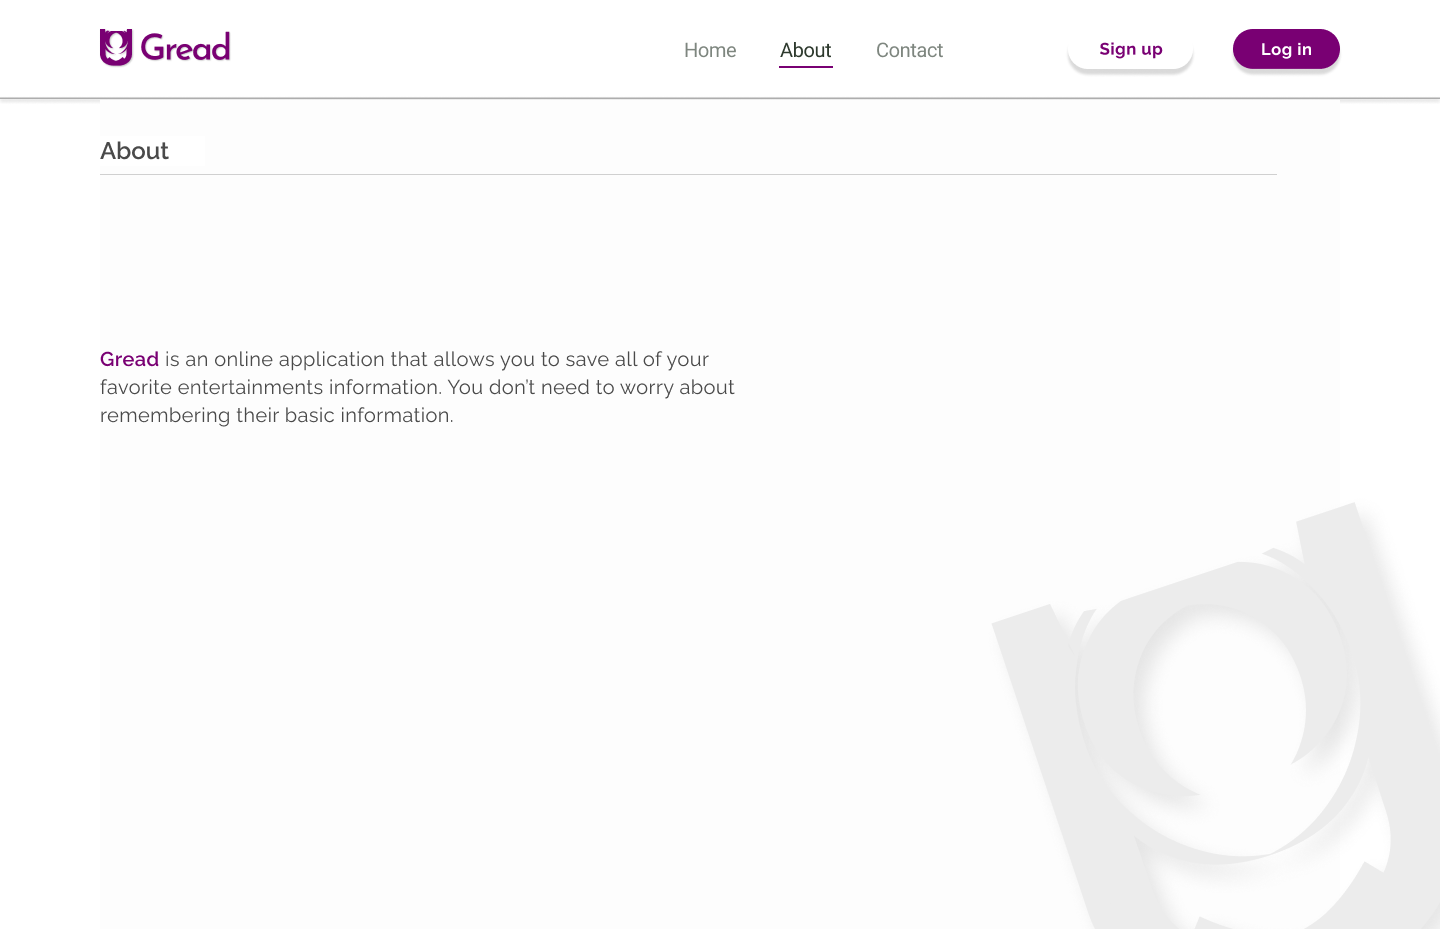 Gread
Home
About
Contact
Sign up
Log in
About
Gread is an online application that allows you to save all of your
favorite entertainments information. You don’t need to worry about
remembering their basic information.